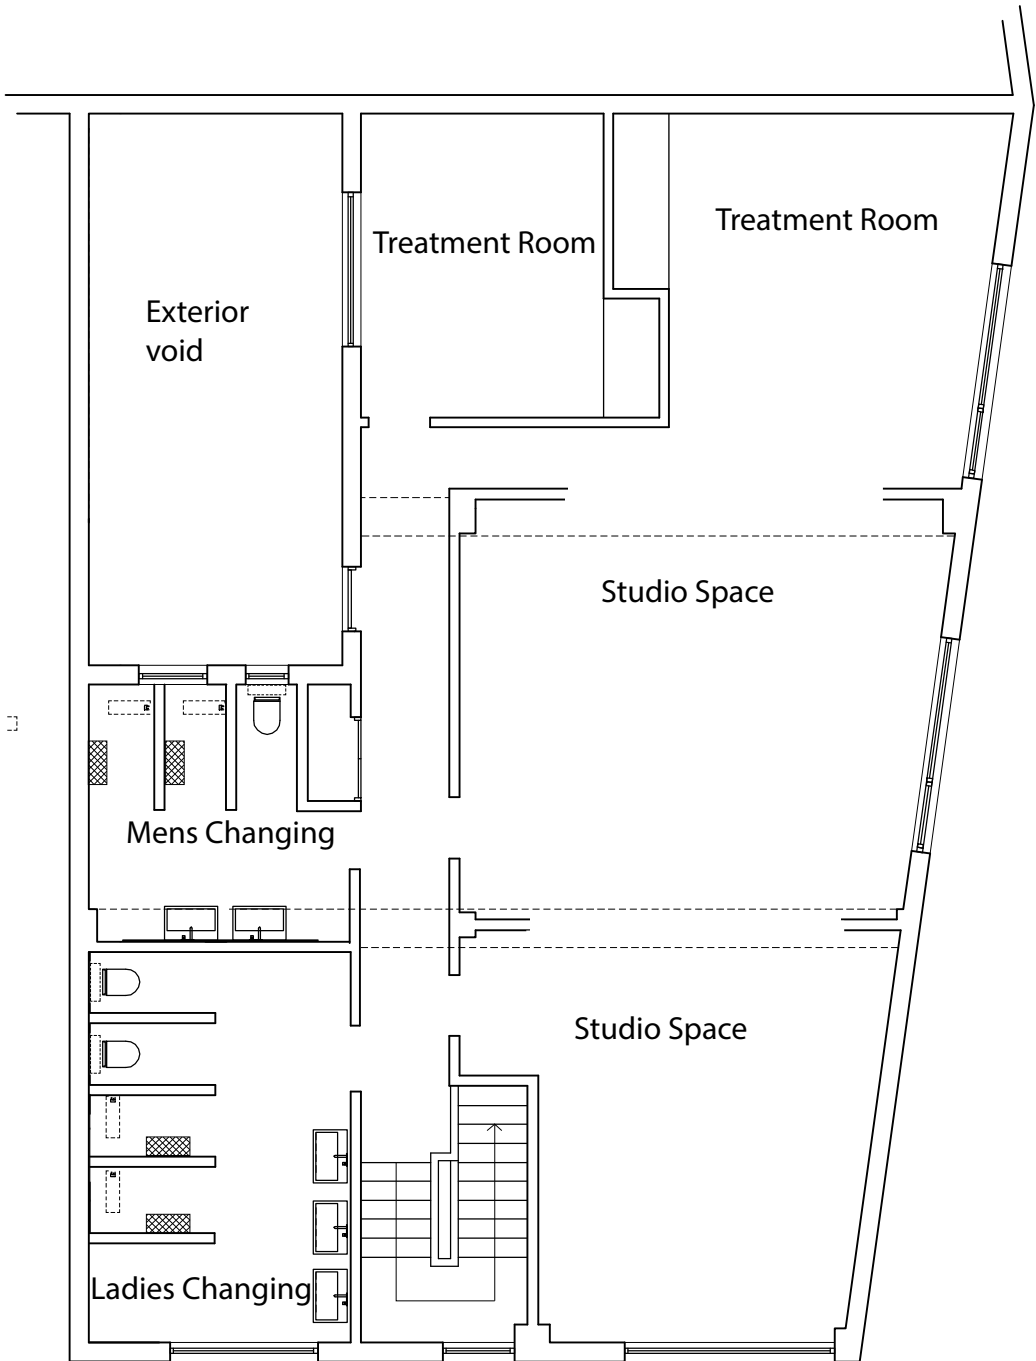 Treatment Room
Treatment Room
Exterior
void
Studio Space
Mens Changing
Studio Space
Ladies Changing